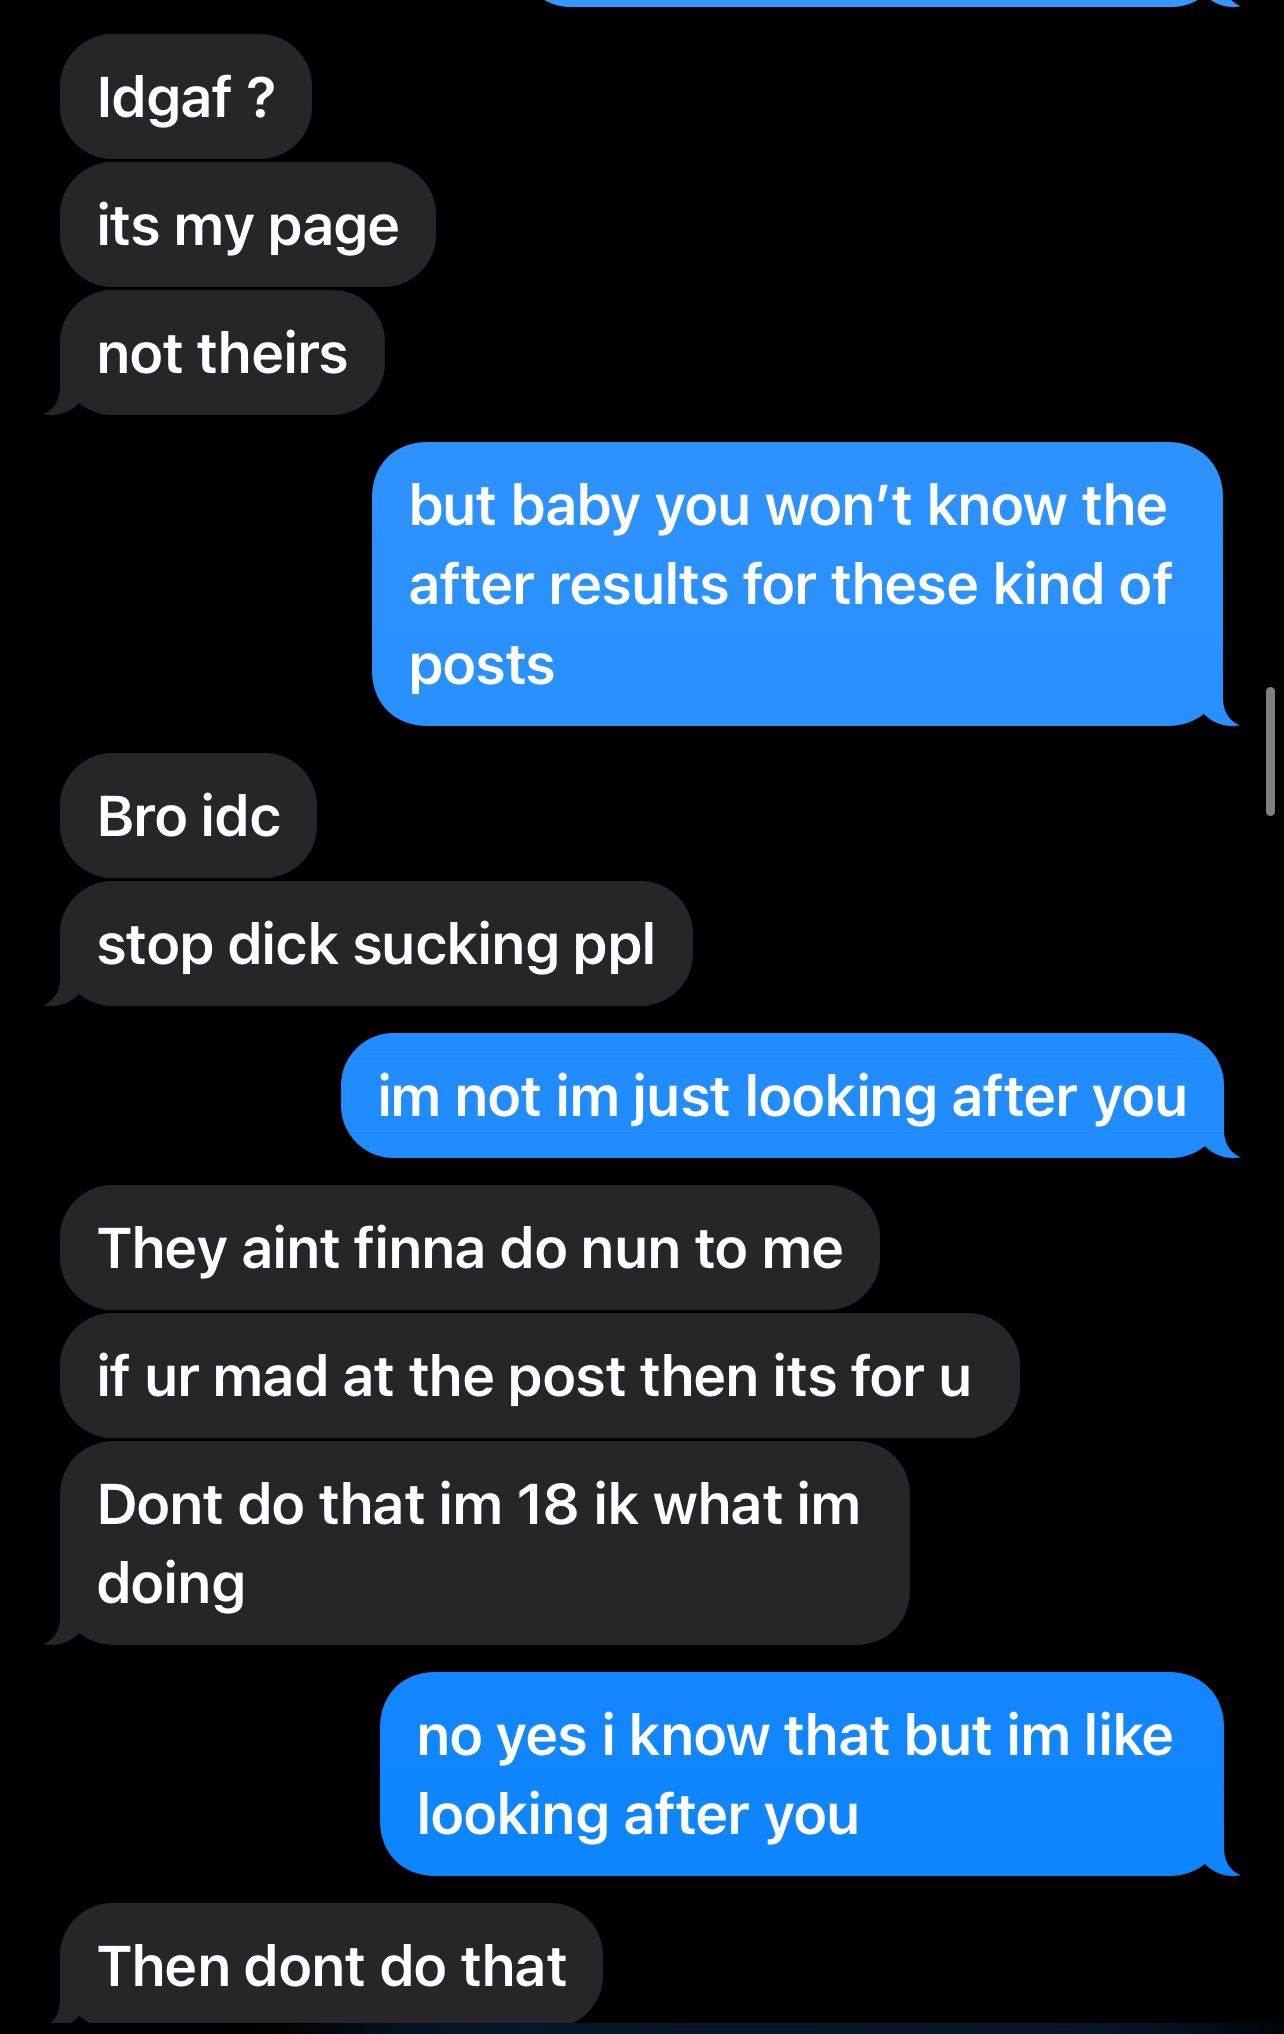 Idgaf ?
its my page
not theirs
but baby you won’t know the
after results for these kind of
posts
Bro idc
stop dick sucking ppl
im not im just looking after you
They aint finna do nun to me
if ur mad at the post then its for u
Dont do that im 18 ik what im
doing
no yes i know that but im like
looking after you
Then dont do that